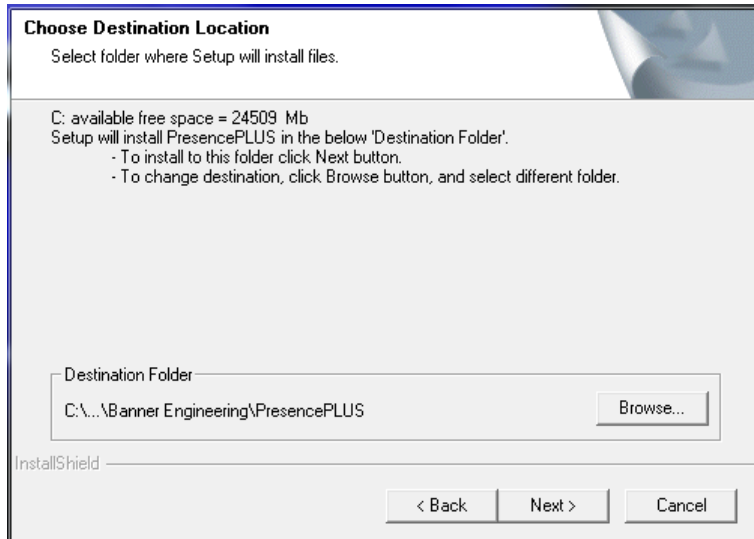 Choose Destination Location
Select folder where Setup will install files.
C: available free space = 24509 Mb
Setup will install PresencePLUS in the below 'Destination Folder'.
- To install to this folder click Next button.
- To change destination, click Browse button, and select different folder.
Destination Folder
C:\...\Banner Engineering\PresencePLUS
Browse...
InstallShield
< Back
Next >
Cancel